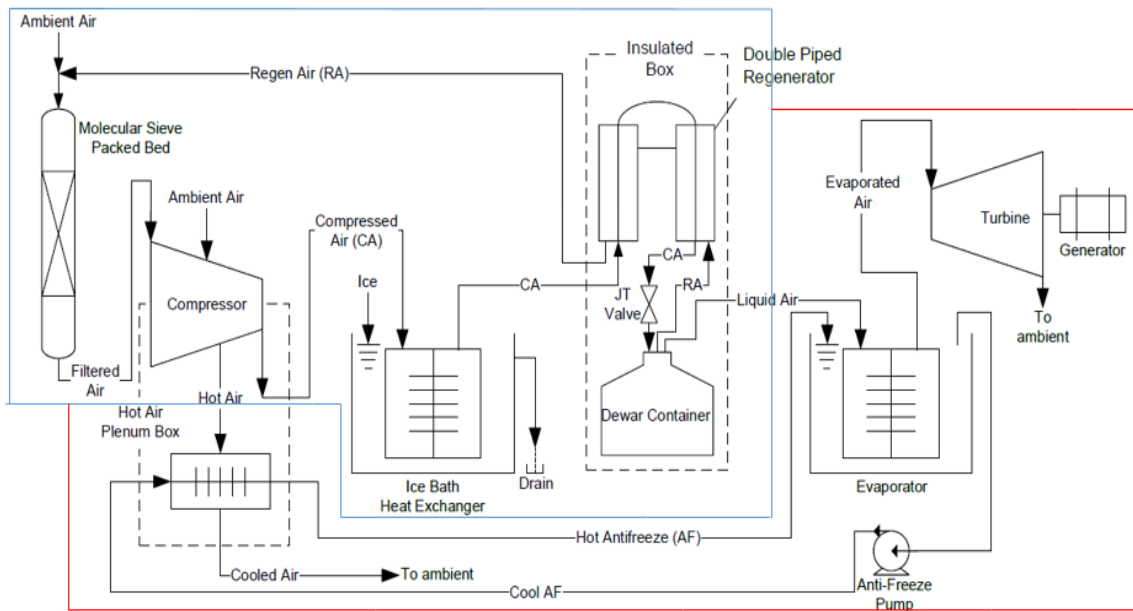 Ambient Air
Regen Air (RA)
Insulated
Box
Double Piped
Regenerator
Molecular Sieve
Packed Bed
Ambient Air
Compressor
Compressed
Air (CA)
Ice
CA
CA
RA
JT
Valve
Liquid Air
Evaporated
Air
Turbine
Generator
To
ambient
Filtered
Air
Hot Air
Hot Air
Plenum Box
Dewar Container
Drain
Ice Bath
Heat Exchanger
Evaporator
Hot Antifreeze (AF)
Cooled Air
To ambient
Cool AF
Anti-Freeze
Pump